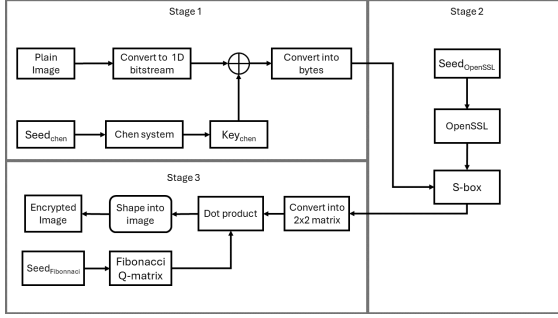 Stage 1
Plain
Image
Convert to 1D
bitstream
Convert into
bytes
Seed_chen
Chen system
Key_chen
Stage 2
Seed_OpenSSL
OpenSSL
S-box
Stage 3
Encrypted
Image
Shape into
image
Dot product
Convert into
2x2 matrix
Seed_Fibonnaci
Fibonacci
Q-matrix